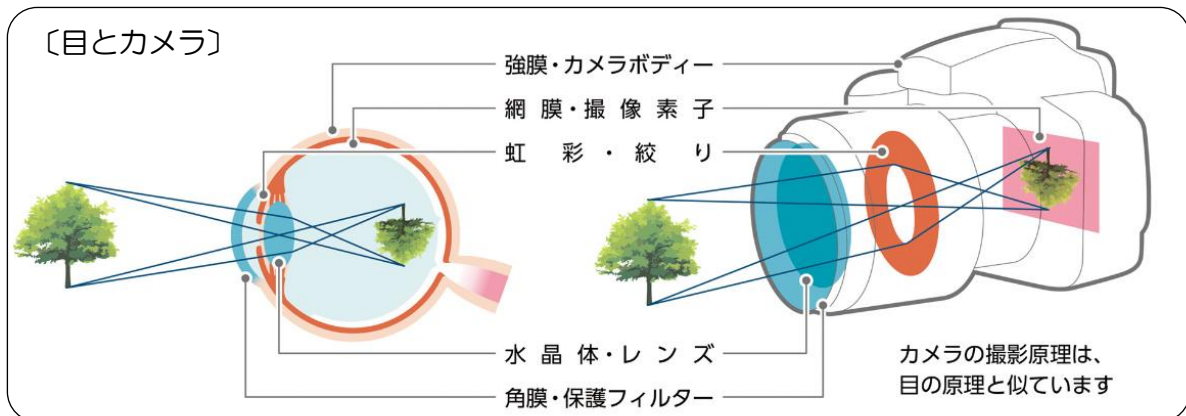 〔目とカメラ〕
強膜・カメラボディー
網膜・撮像素子
虹彩・絞り
水晶体・レンズ
角膜・保護フィルター
カメラの撮影原理は、
目の原理と似ています